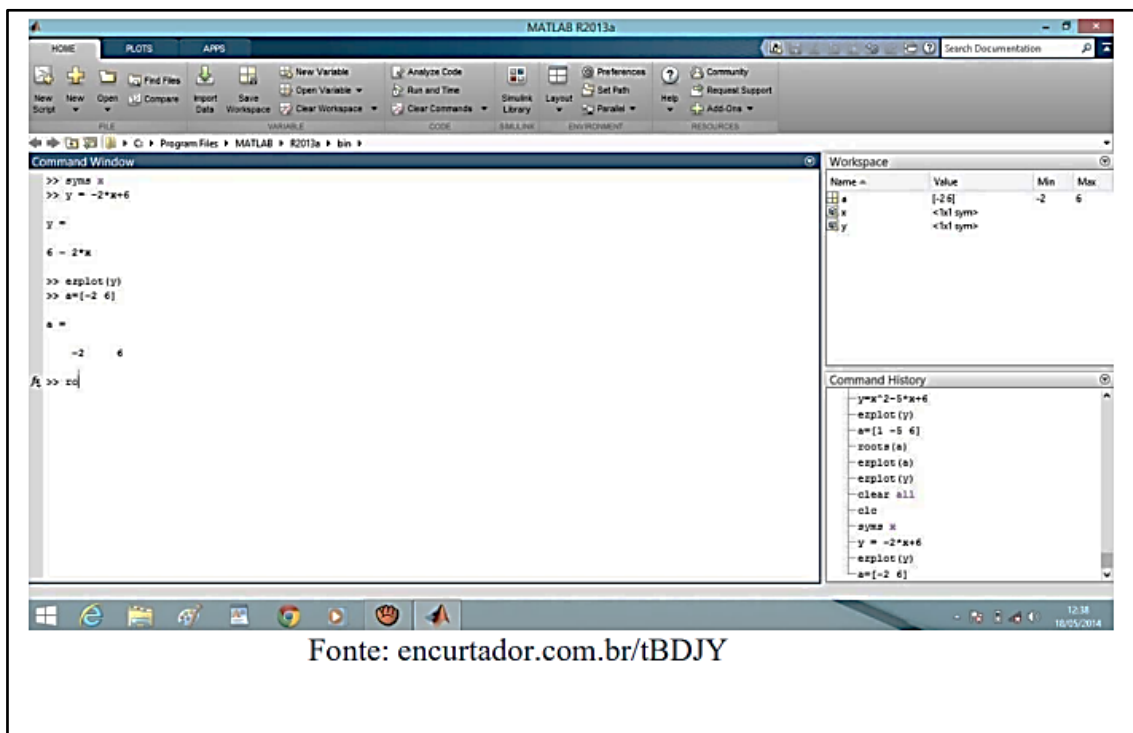 MATLAB R2013a
HOME PLOTS APPS
Search Documentation
New Script
New
Open
Find Files
Compare
Import Data
Save Workspace
New Variable
Open Variable
Clear Workspace
Analyze Code
Run and Time
Clear Commands
Simulink Library
Layout
Preferences
Set Path
Parallel
Help
Community
Request Support
Add-Ons
FILE VARIABLE CODE SIMULINK ENVIRONMENT RESOURCES
C: Program Files MATLAB R2013a bin
Command Window
>> syms x
>> y = -2*x+6
y =
6 - 2*x
>> ezplot(y)
>> a=[-2 6]
a =
-2 6
fx >> ro
Workspace
Name Value Min Max
a [-2 6] -2 6
x <1x1 sym>
y <1x1 sym>
Command History
y=x^2-5*x+6
ezplot(y)
a=[1 -5 6]
roots(a)
ezplot(a)
ezplot(y)
clear all
clc
syms x
y = -2*x+6
ezplot(y)
a=[-2 6]
12:38
18/05/2014
Fonte: encurtador.com.br/tBDJY